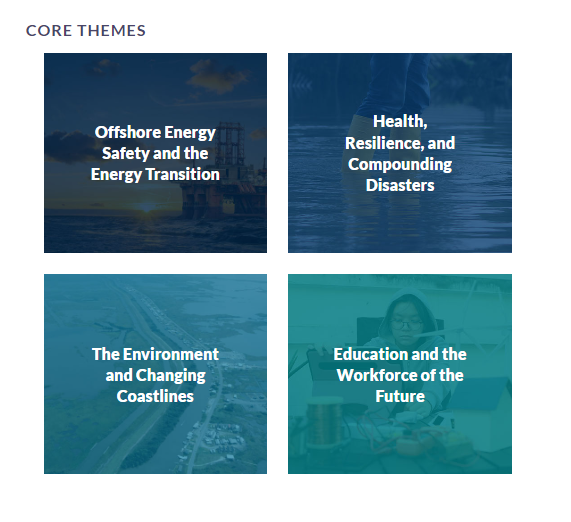 CORE THEMES
Offshore Energy
Safety and the
Energy Transition
Health,
Resilience, and
Compounding
Disasters
The Environment
and Changing
Coastlines
Education and the
Workforce of the
Future